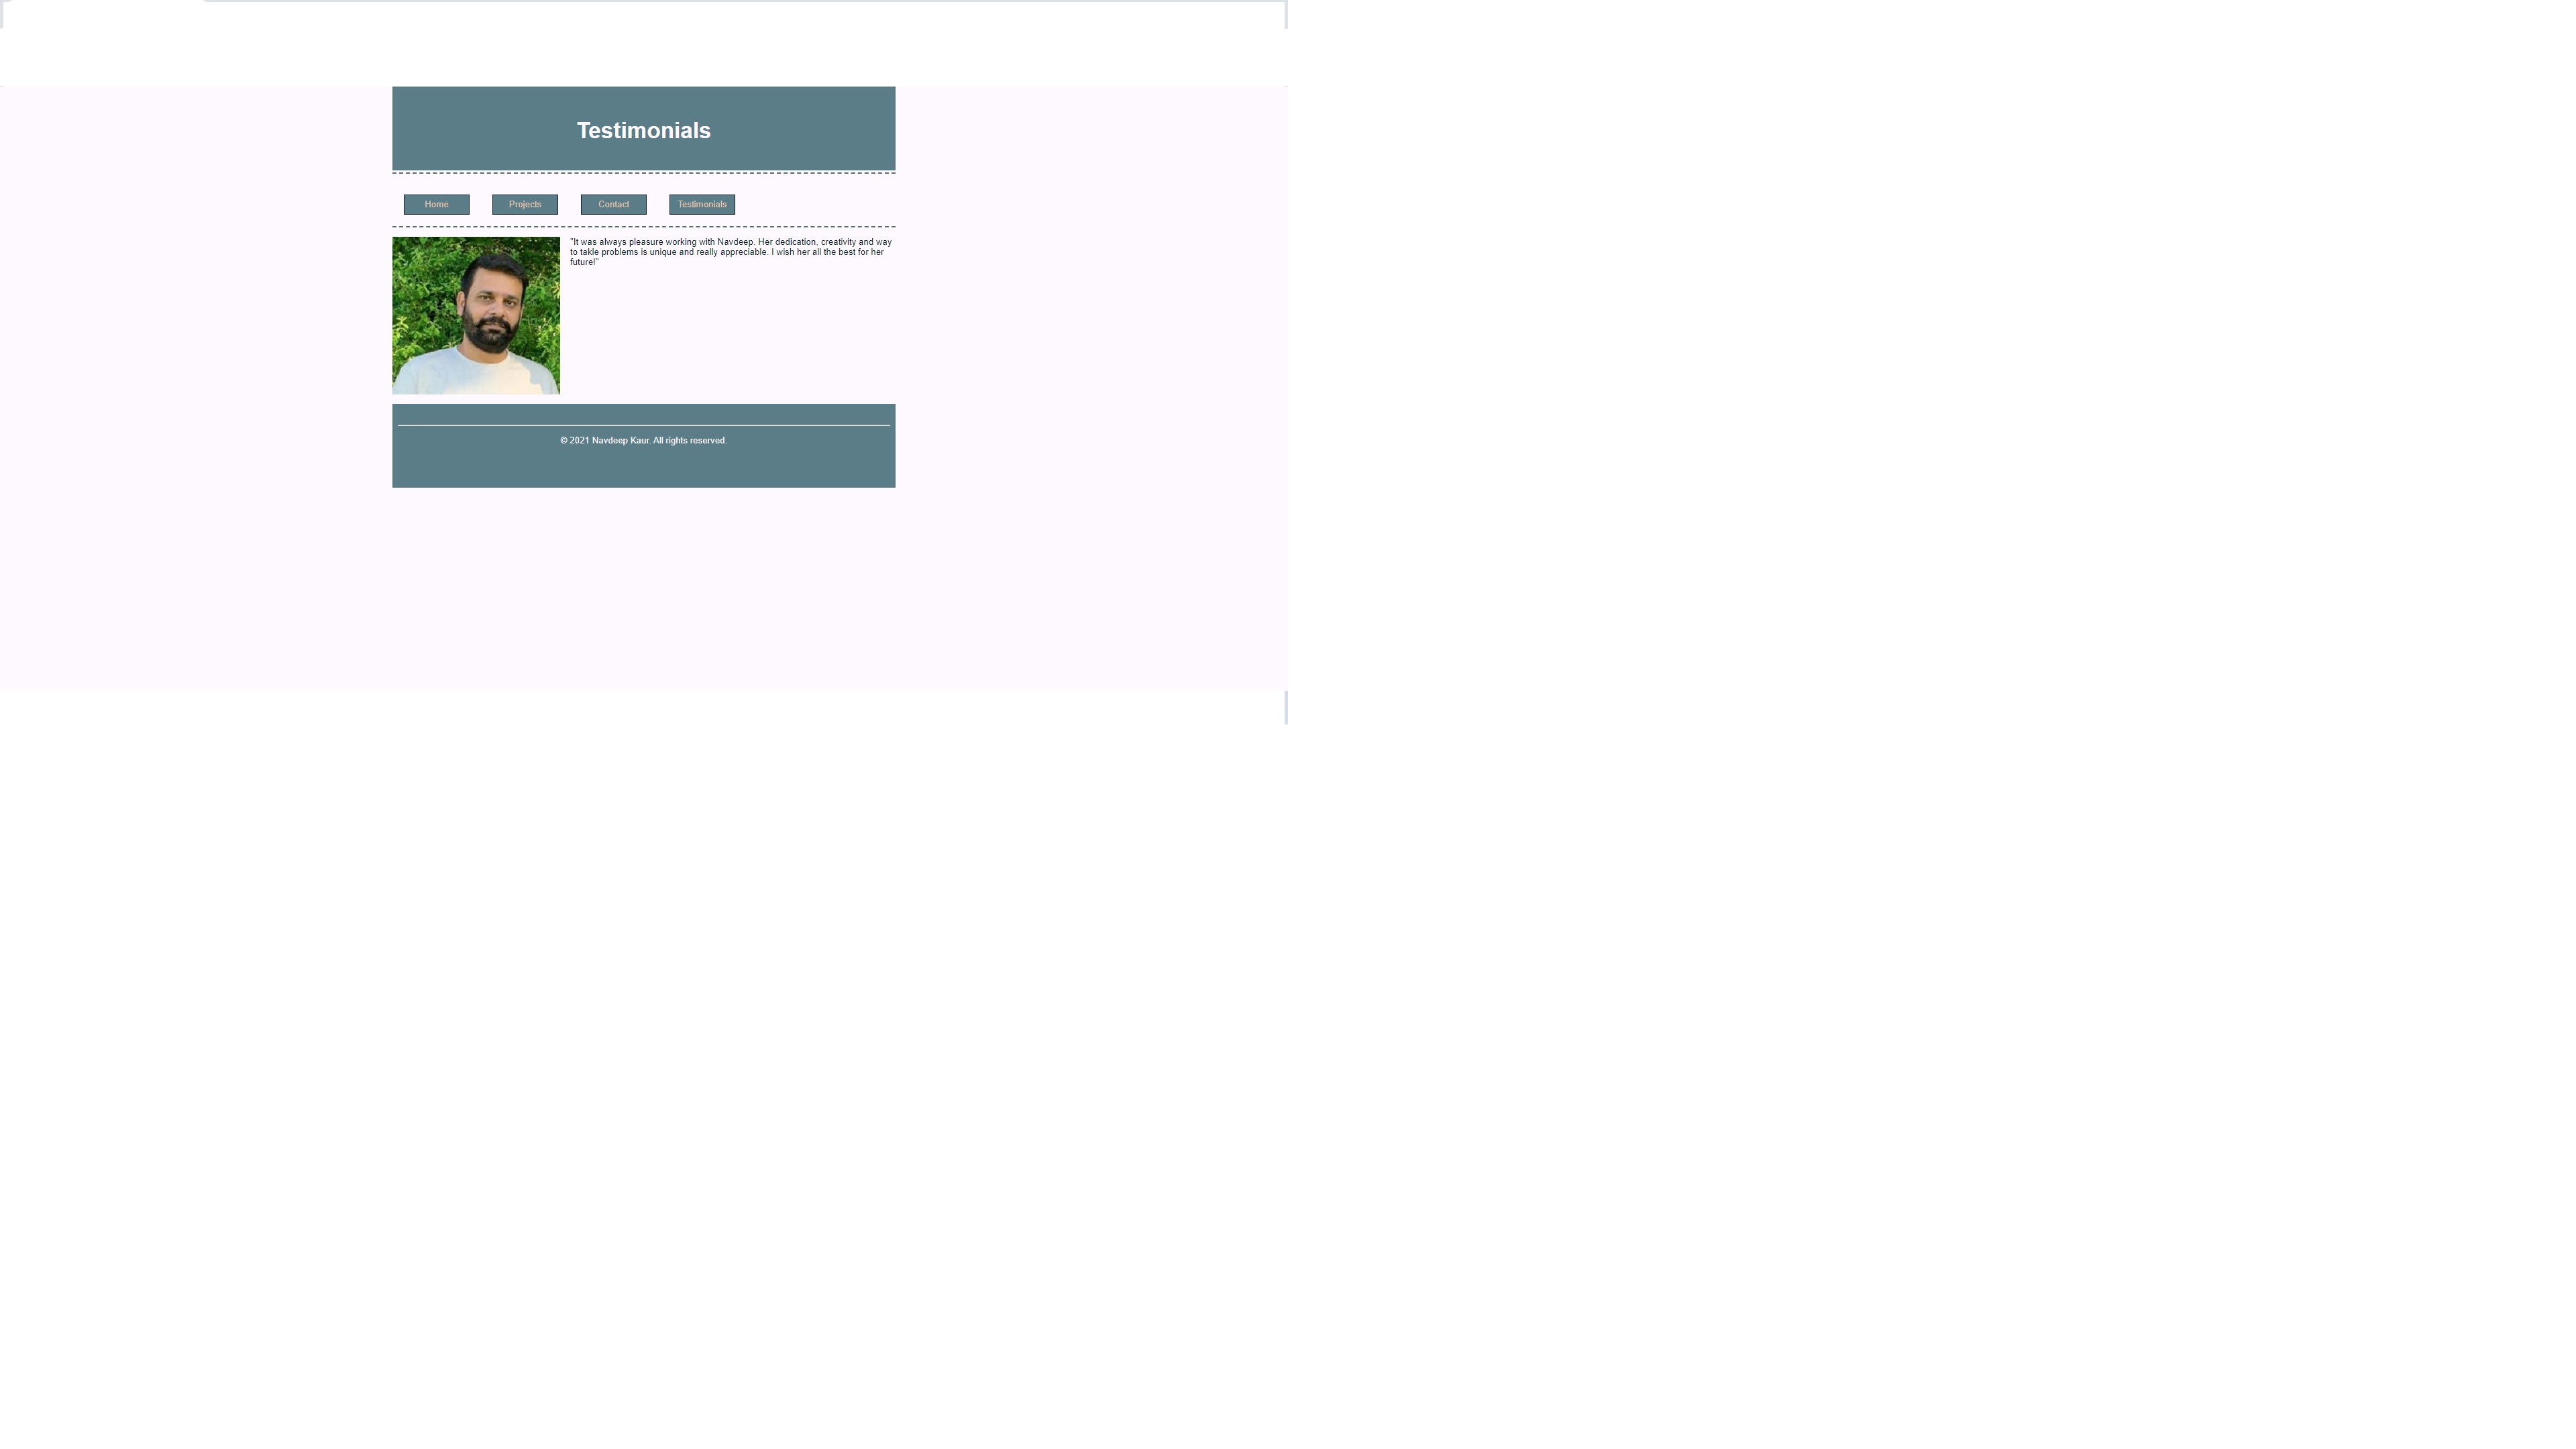 Testimonials
Home Projects Contact Testimonials
"It was always pleasure working with Navdeep. Her dedication, creativity and way
to takle problems is unique and really appreciable. I wish her all the best for her
future!"
© 2021 Navdeep Kaur. All rights reserved.